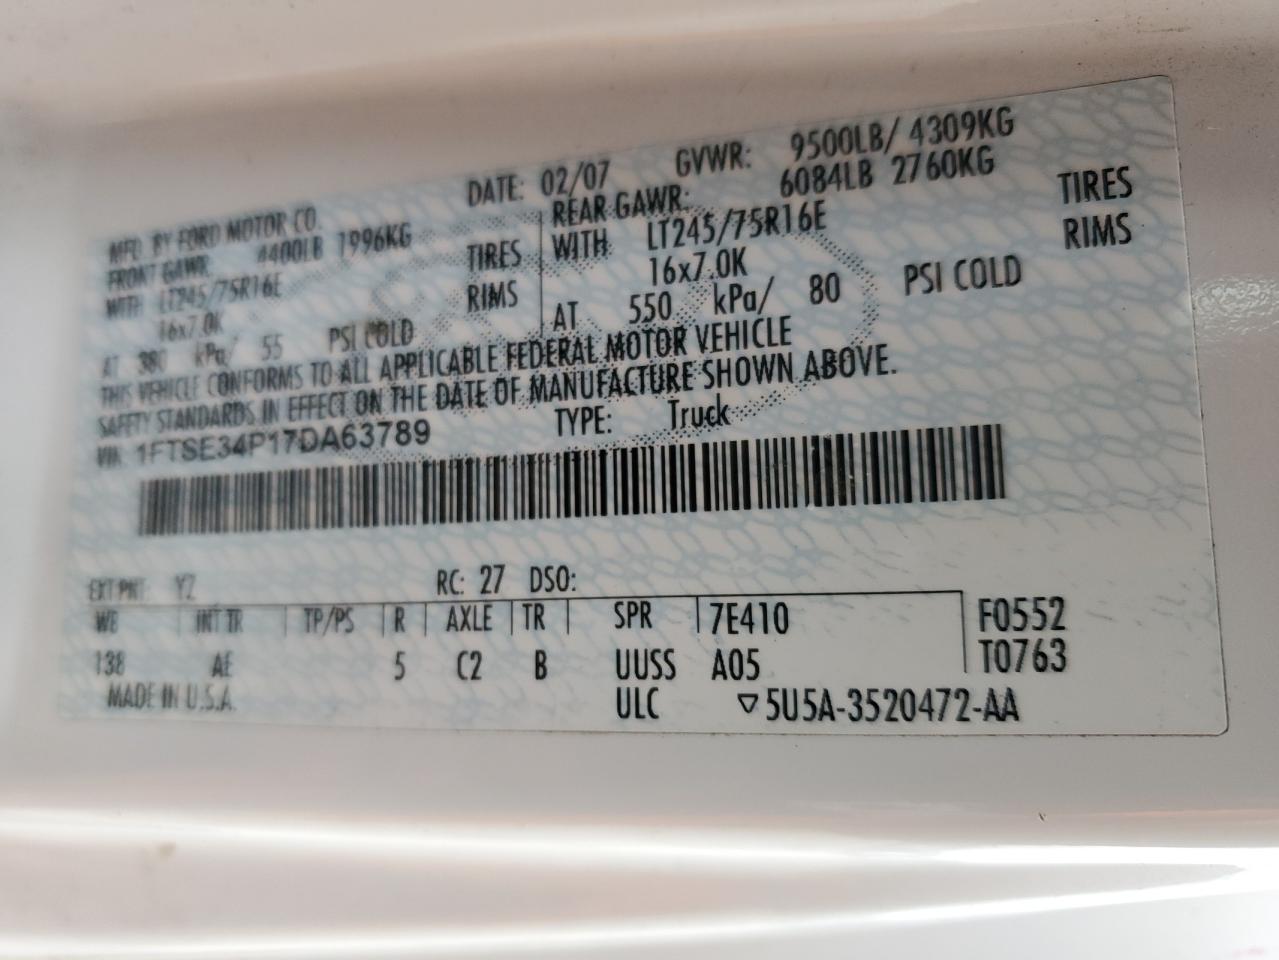 MFD. BY FORD MOTOR CO.
DATE: 02/07 GVWR: 9500LB/ 4309KG
FRONT GAWR: 4400LB 1996KG
REAR GAWR: 6084LB 2760KG
WITH LT245/75R16E TIRES
WITH LT245/75R16E TIRES
16x7.0K RIMS
16x7.0K RIMS
AT 380 kPa/ 55 PSI COLD
AT 550 kPa/ 80 PSI COLD
THIS VEHICLE CONFORMS TO ALL APPLICABLE FEDERAL MOTOR VEHICLE
SAFETY STANDARDS IN EFFECT ON THE DATE OF MANUFACTURE SHOWN ABOVE.
VIN: 1FTSE34P17DA63789 TYPE: Truck
EXT PNT: YZ RC: 27 DSO:
WB INT TR TP/PS R AXLE TR SPR 7E410 F0552
138 AE 5 C2 B UUSS A05 T0763
MADE IN U.S.A. ULC ▽5U5A-3520472-AA